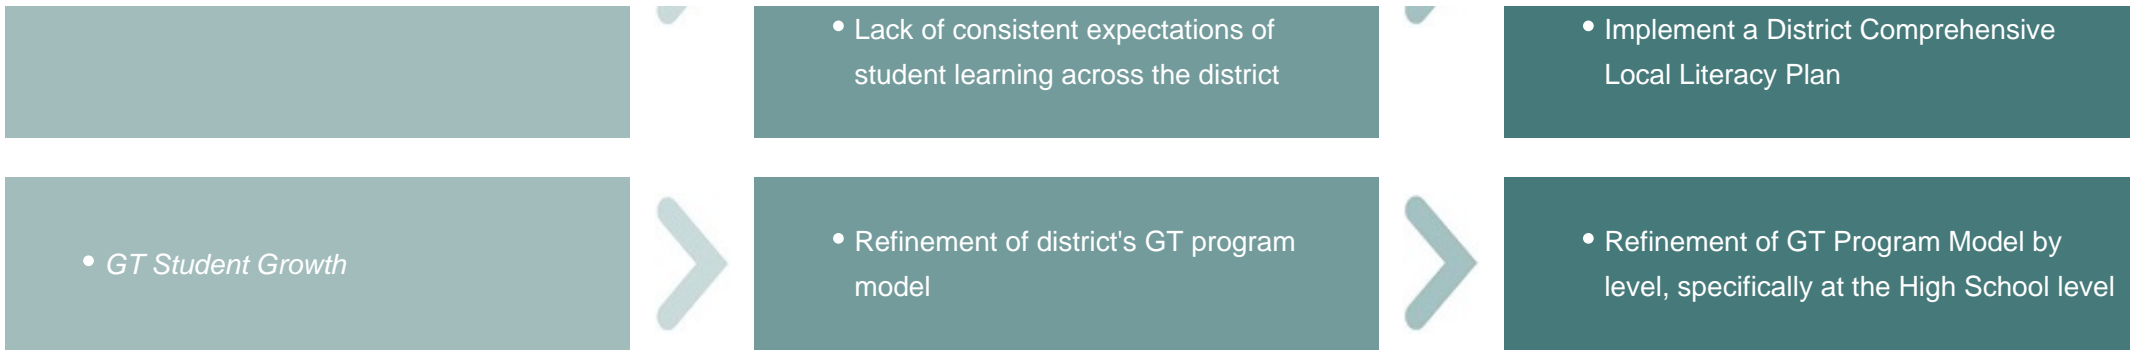 • Lack of consistent expectations of
student learning across the district
• Implement a District Comprehensive
Local Literacy Plan
• GT Student Growth
• Refinement of district's GT program
model
• Refinement of GT Program Model by
level, specifically at the High School level